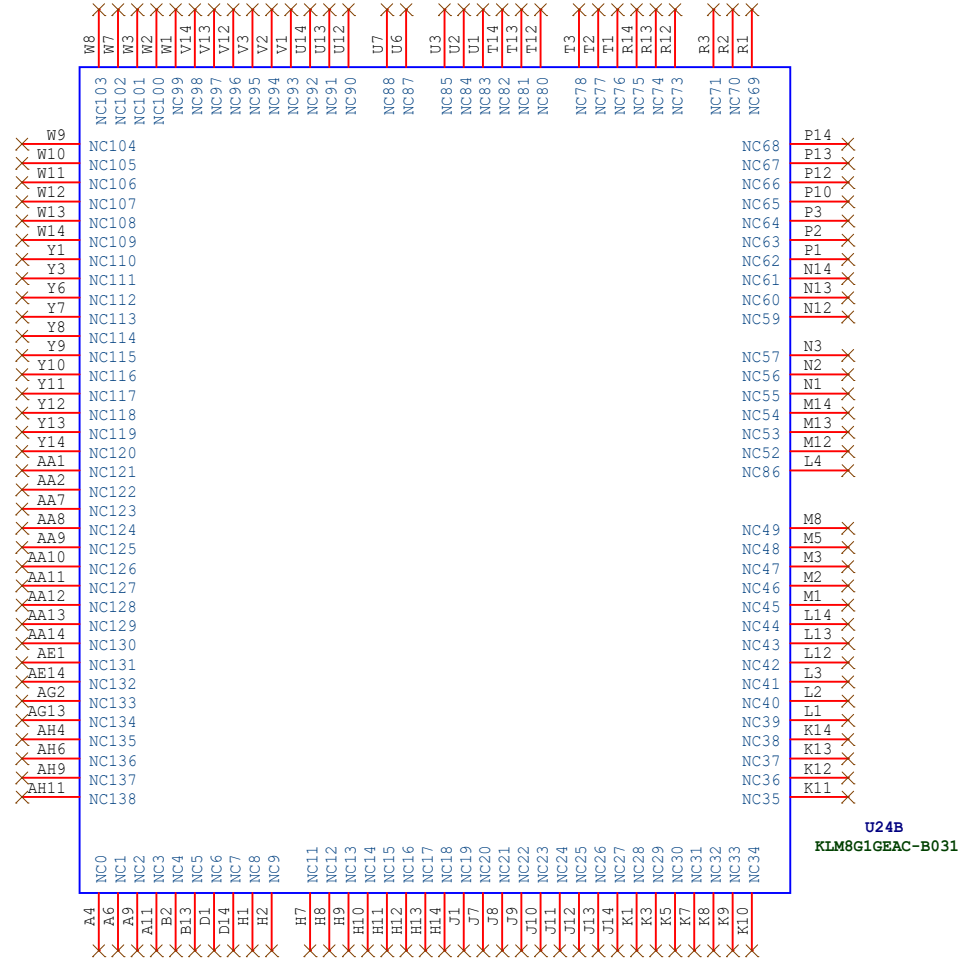 W8 W7 W3 W2 W1 V14 V13 V12 V3 V2 V1 U14 U13 U12 U7 U6 U3 U2 U1 T14 T13 T12 T3 T2 T1 R14 R13 R12 R3 R2 R1
NC103 NC102 NC101 NC100 NC99 NC98 NC97 NC96 NC95 NC94 NC93 NC92 NC91 NC90 NC88 NC87 NC85 NC84 NC83 NC82 NC81 NC80 NC78 NC77 NC76 NC75 NC74 NC73 NC71 NC70 NC69
W9 NC104 NC68 P14
W10 NC105 NC67 P13
W11 NC106 NC66 P12
W12 NC107 NC65 P10
W13 NC108 NC64 P3
W14 NC109 NC63 P2
Y1 NC110 NC62 P1
Y3 NC111 NC61 N14
Y6 NC112 NC60 N13
Y7 NC113 NC59 N12
Y8 NC114
Y9 NC115 NC57 N3
Y10 NC116 NC56 N2
Y11 NC117 NC55 N1
Y12 NC118 NC54 M14
Y13 NC119 NC53 M13
Y14 NC120 NC52 M12
AA1 NC121 NC86 L4
AA2 NC122
AA7 NC123
AA8 NC124 NC49 M8
AA9 NC125 NC48 M5
AA10 NC126 NC47 M3
AA11 NC127 NC46 M2
AA12 NC128 NC45 M1
AA13 NC129 NC44 L14
AA14 NC130 NC43 L13
AE1 NC131 NC42 L12
AE14 NC132 NC41 L3
AG2 NC133 NC40 L2
AG13 NC134 NC39 L1
AH4 NC135 NC38 K14
AH6 NC136 NC37 K13
AH9 NC137 NC36 K12
AH11 NC138 NC35 K11
U24B
KLM8G1GEAC-B031
NC0 NC1 NC2 NC3 NC4 NC5 NC6 NC7 NC8 NC9 NC11 NC12 NC13 NC14 NC15 NC16 NC17 NC18 NC19 NC20 NC21 NC22 NC23 NC24 NC25 NC26 NC27 NC28 NC29 NC30 NC31 NC32 NC33 NC34
A4 A6 A9 A11 B2 B13 D1 D14 H1 H2 H7 H8 H9 H10 H11 H12 H13 H14 J1 J7 J8 J9 J10 J11 J12 J13 J14 K1 K3 K5 K7 K8 K9 K10